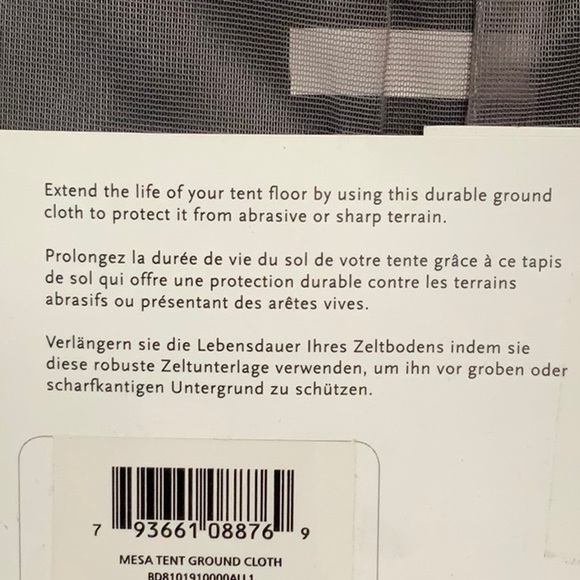 Extend the life of your tent floor by using this durable ground
cloth to protect it from abrasive or sharp terrain.
Prolongez la durée de vie du sol de votre tente grâce à ce tapis
de sol qui offre une protection durable contre les terrains
abrasifs ou présentant des arêtes vives.
Verlängern sie die Lebensdauer Ihres Zeltbodens indem sie
diese robuste Zeltunterlage verwenden, um ihn vor groben oder
scharfkantigen Untergrund zu schützen.
7 93661 08876 9
MESA TENT GROUND CLOTH
BD8101910000ALL1